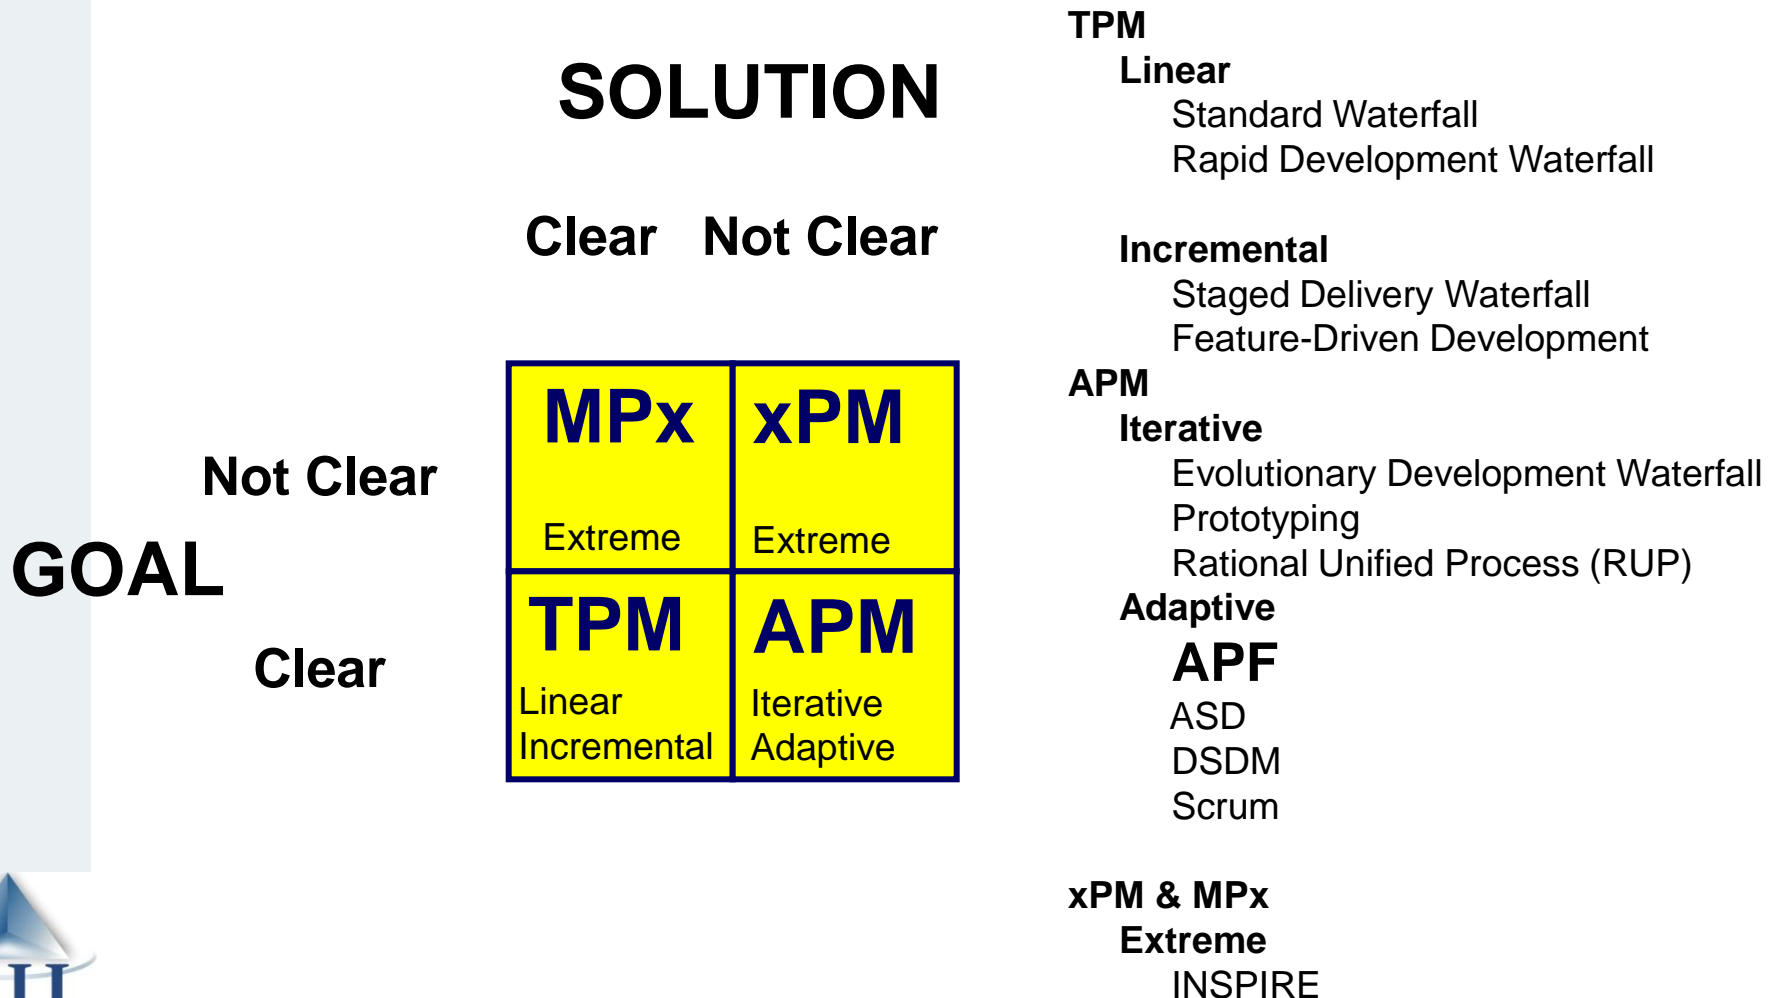 SOLUTION
Clear Not Clear
GOAL
Not Clear
Clear
MPx
Extreme
xPM
Extreme
TPM
Linear
Incremental
APM
Iterative
Adaptive
TPM
Linear
Standard Waterfall
Rapid Development Waterfall
Incremental
Staged Delivery Waterfall
Feature-Driven Development
APM
Iterative
Evolutionary Development Waterfall
Prototyping
Rational Unified Process (RUP)
Adaptive
APF
ASD
DSDM
Scrum
xPM & MPx
Extreme
INSPIRE